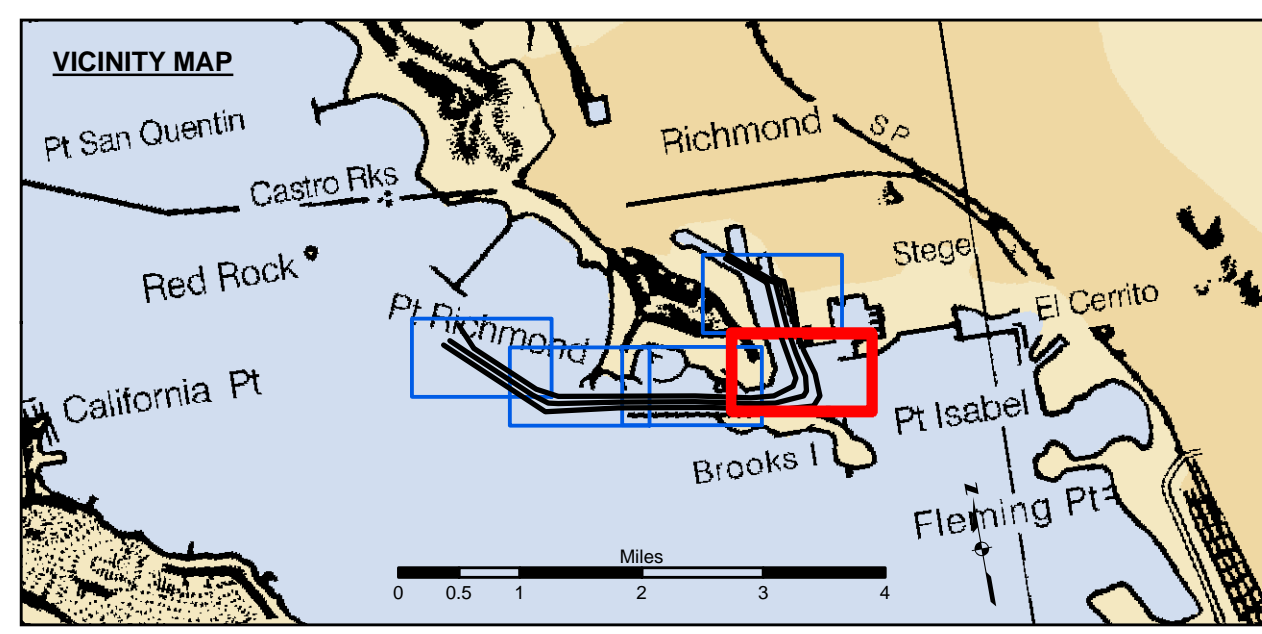 VICINITY MAP
Pt San Quentin
Richmond
S P
Castro Rks
Stege
Red Rock
El Cerrito
Pt Richmond
California Pt
Pt Isabel
Brooks I
Fleming Pt
N
Miles
0 0.5 1 2 3 4